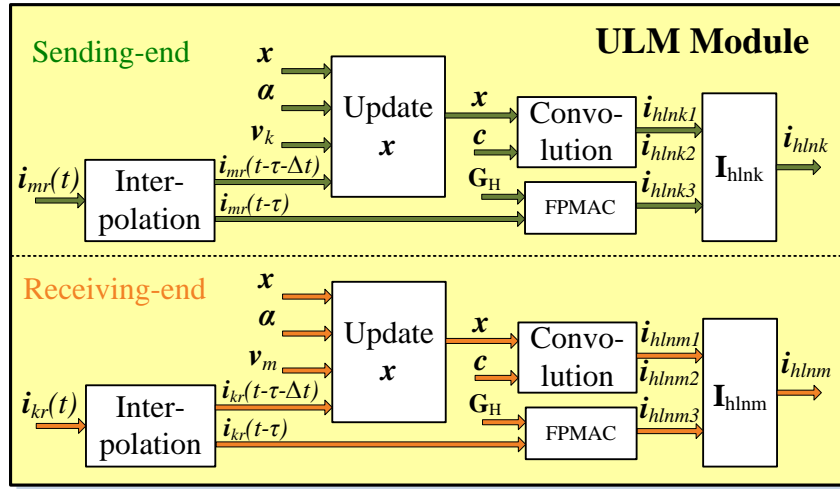 Sending-end
ULM Module
x
α
v_k
Update
x
x
c
Convo-
lution
i_hlnk1
i_hlnk2
i_hlnk
i_mr(t)
Inter-
polation
i_mr(t-τ-Δt)
i_mr(t-τ)
G_H
FPMAC
i_hlnk3
I_hlnk
Receiving-end
x
α
v_m
Update
x
x
c
Convo-
lution
i_hlnm1
i_hlnm2
i_hlnm
i_kr(t)
Inter-
polation
i_kr(t-τ-Δt)
i_kr(t-τ)
G_H
FPMAC
i_hlnm3
I_hlnm